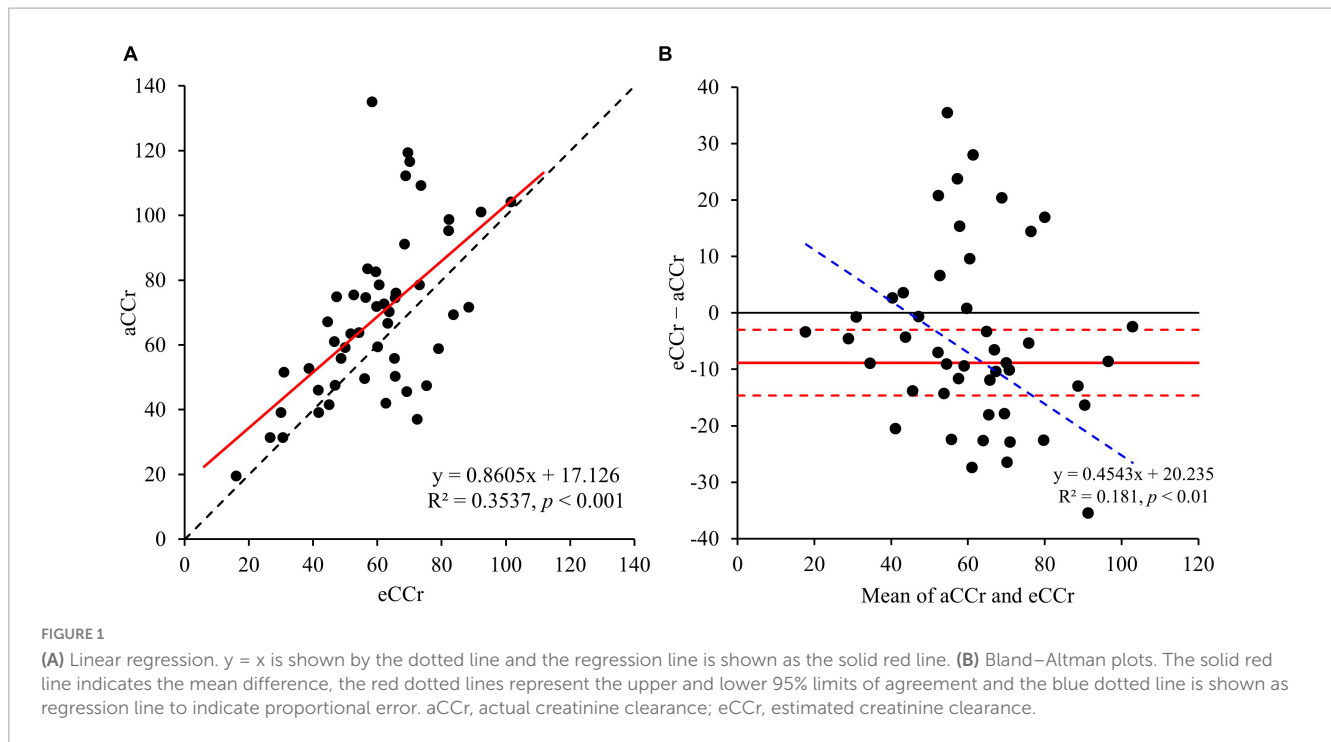 A
B
140
120
100
80
60
40
20
0
aCCr
0
20
40
60
80
100
120
140
eCCr
y = 0.8605x + 17.126
R² = 0.3537, p < 0.001
40
30
20
10
0
-10
-20
-30
-40
eCCr − aCCr
0
20
40
60
80
100
120
Mean of aCCr and eCCr
y = 0.4543x + 20.235
R² = 0.181, p < 0.01
FIGURE 1
(A) Linear regression. y = x is shown by the dotted line and the regression line is shown as the solid red line. (B) Bland–Altman plots. The solid red
line indicates the mean difference, the red dotted lines represent the upper and lower 95% limits of agreement and the blue dotted line is shown as
regression line to indicate proportional error. aCCr, actual creatinine clearance; eCCr, estimated creatinine clearance.